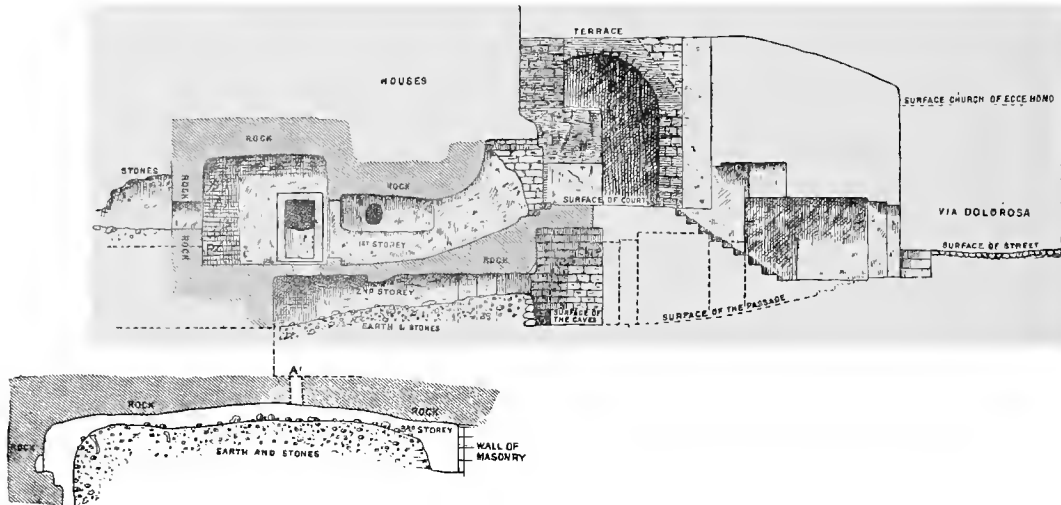 TERRACE
HOUSES
SURFACE CHURCH OF ECCE HOMO
ROCK
STONES
ROCK
ROCK
SURFACE OF COURT
VIA DOLOROSA
1ST STOREY
ROCK
SURFACE OF STREET
ROCK
2ND STOREY
SURFACE OF
THE CAVES
SURFACE OF THE PASSAGE
EARTH & STONES
A'
ROCK
ROCK
3RD STOREY
ROCK
EARTH AND STONES
WALL OF
MASONRY